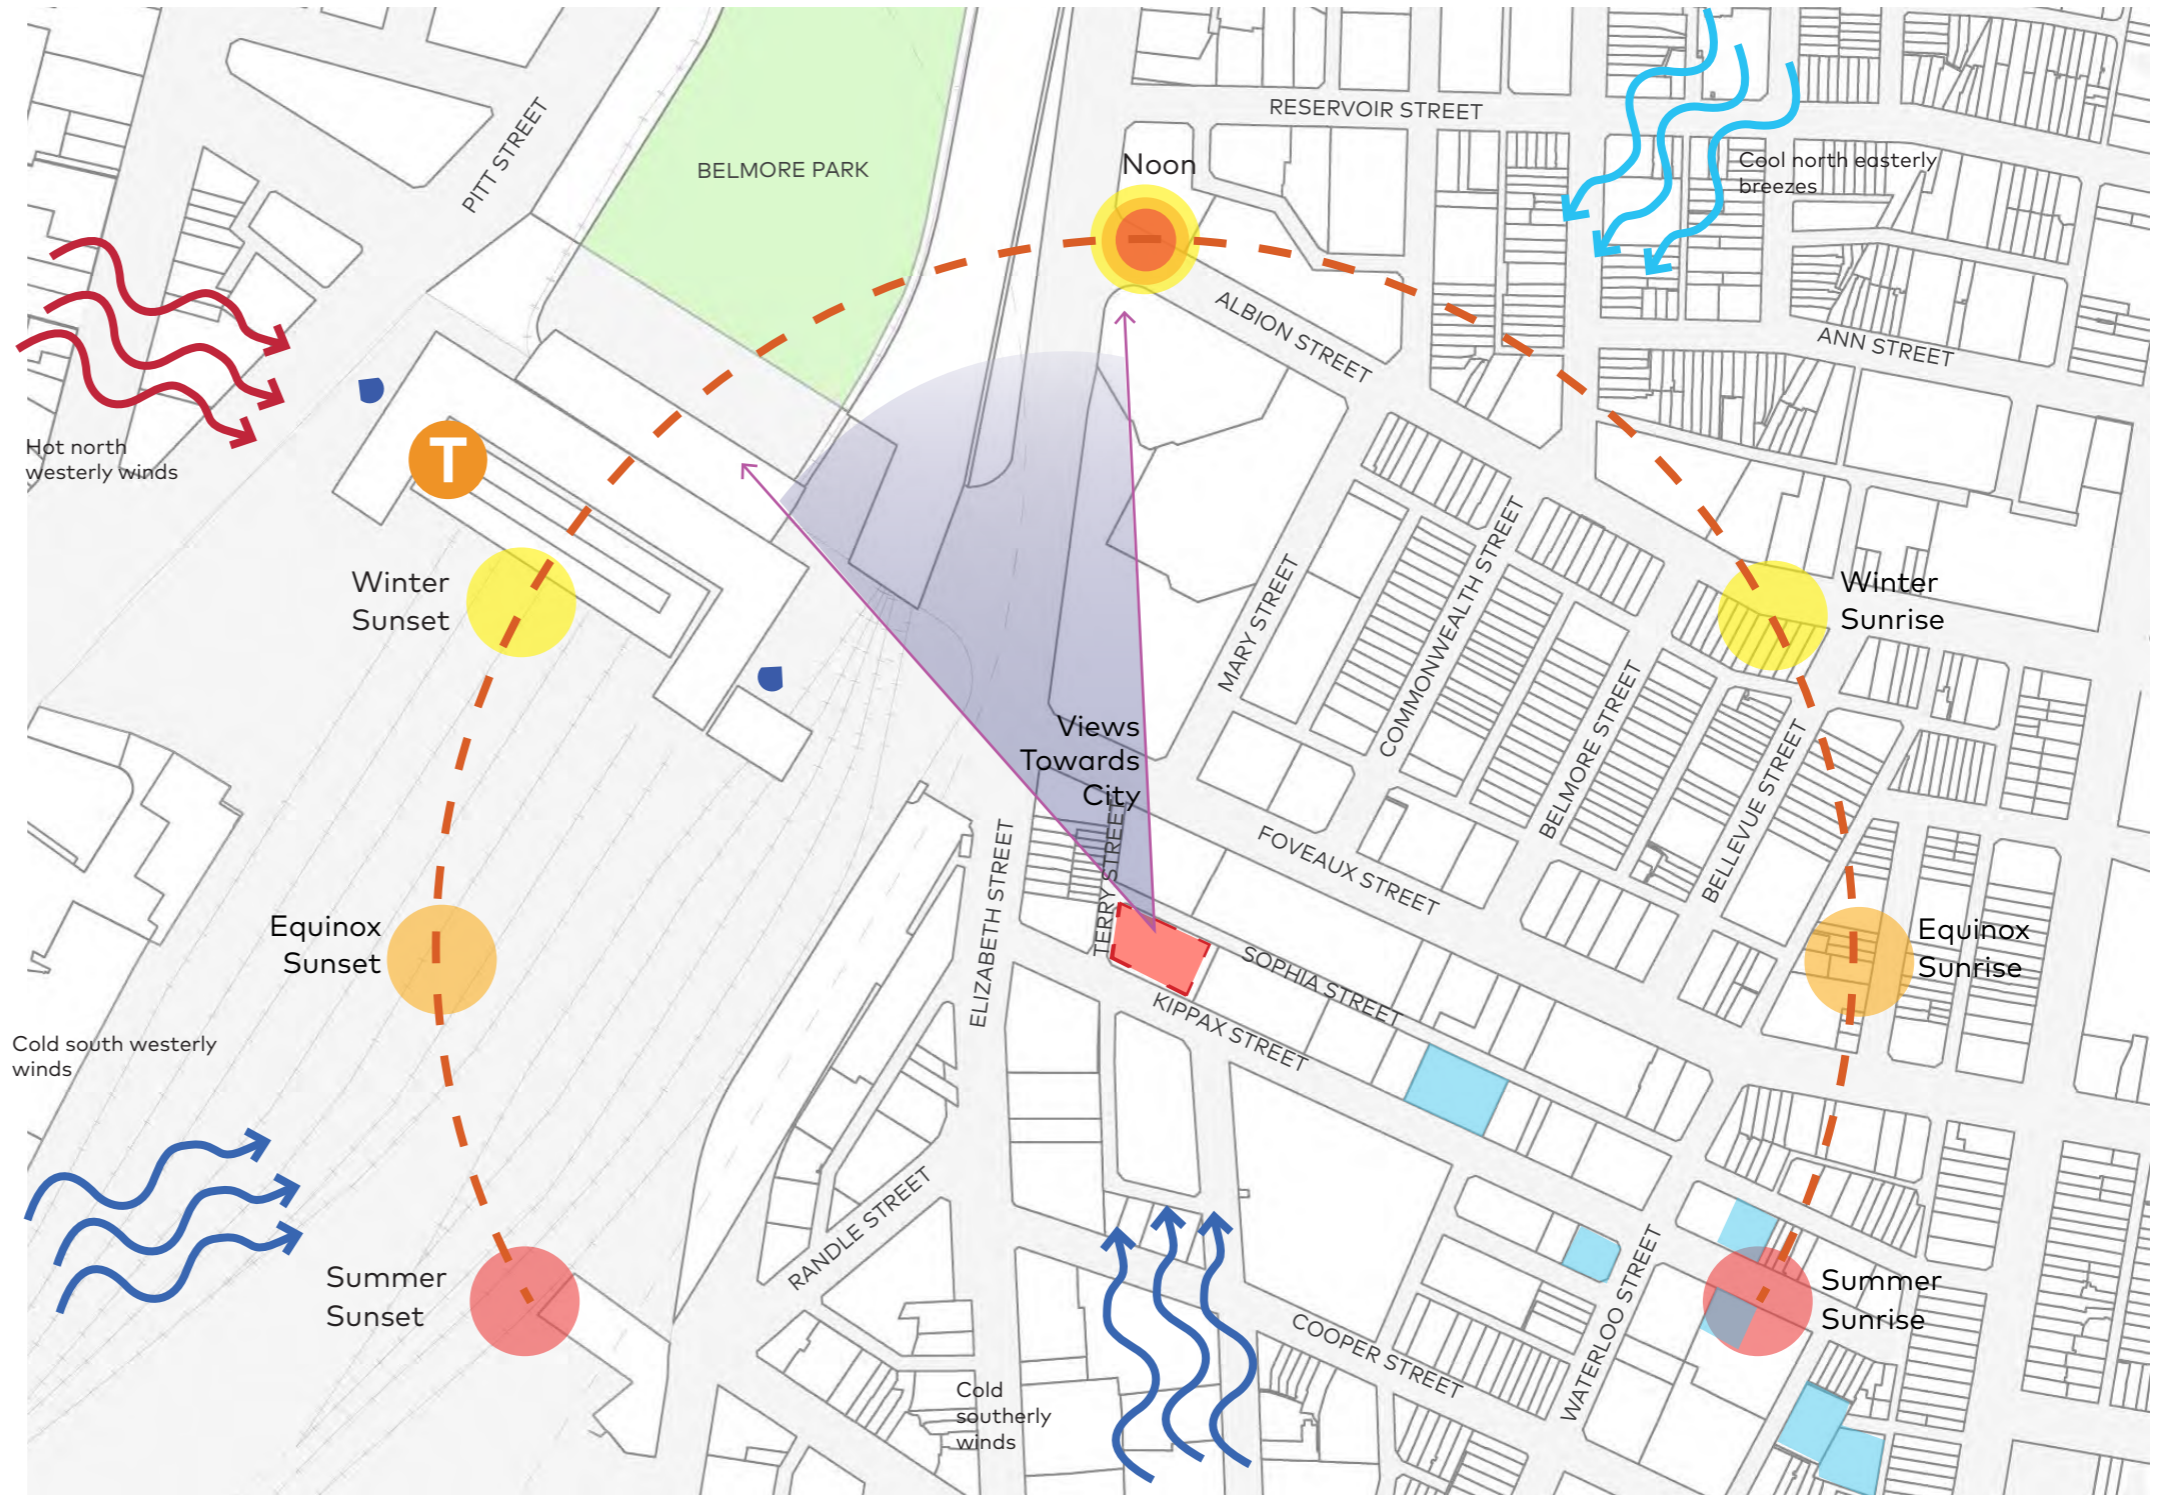 PITT STREET
BELMORE PARK
RESERVOIR STREET
Noon
Cool north easterly
breezes
ALBION STREET
ANN STREET
Hot north
westerly winds
T
Winter
Sunset
Winter
Sunrise
MARY STREET
COMMONWEALTH STREET
BELMORE STREET
BELLEVUE STREET
Views
Towards
City
TERRY STREET
ELIZABETH STREET
FOVEAUX STREET
SOPHIA STREET
KIPPAX STREET
Equinox
Sunset
Equinox
Sunrise
Cold south westerly
winds
RANDLE STREET
Summer
Sunset
Summer
Sunrise
WATERLOO STREET
COOPER STREET
Cold
southerly
winds